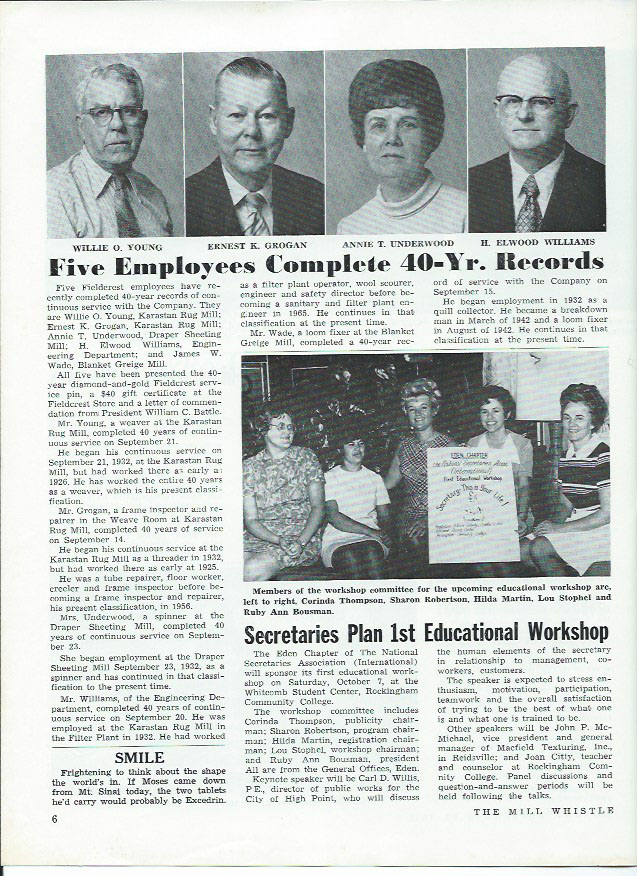 WILLIE O. YOUNG
ERNEST K. GROGAN
ANNIE T. UNDERWOOD
H. ELWOOD WILLIAMS
Five Employees Complete 40-Yr. Records
Five Fieldcrest employees have re-
cently completed 40-year records of con-
tinuous service with the Company. They
are Willie O. Young, Karastan Rug Mill;
Ernest K. Grogan, Karastan Rug Mill;
Annie T. Underwood, Draper Sheeting
Mill; H. Elwood Williams, Engin-
eering Department; and James W.
Wade, Blanket Greige Mill.
All five have been presented the 40-
year diamond-and-gold Fieldcrest serv-
ice pin, a $40 gift certificate at the
Fieldcrest Store and a letter of commen-
dation from President William C. Battle.
Mr. Young, a weaver at the Karastan
Rug Mill, completed 40 years of contin-
uous service on September 21.
He began his continuous service on
September 21, 1932, at the Karastan Rug
Mill, but had worked there as early as
1926. He has worked the entire 40 years
as a weaver, which is his present classi-
fication.
Mr. Grogan, a frame inspector and re-
pairer in the Weave Room at Karastan
Rug Mill, completed 40 years of service
on September 14.
He began his continuous service at the
Karastan Rug Mill as a threader in 1932,
but had worked there as early as 1925.
He was a tube repairer, floor worker,
creeler and frame inspector before be-
coming a frame inspector and repairer,
his present classification, in 1956.
Mrs. Underwood, a spinner at the
Draper Sheeting Mill, completed 40
years of continuous service on Septem-
ber 23.
She began employment at the Draper
Sheeting Mill September 23, 1932, as a
spinner and has continued in that classi-
fication to the present time.
Mr. Williams, of the Engineering De-
partment, completed 40 years of contin-
uous service on September 20. He was
employed at the Karastan Rug Mill in
the Filter Plant in 1932. He had worked
as a filter plant operator, wool scourer,
engineer and safety director before be-
coming a sanitary and filter plant en-
gineer in 1965. He continues in that
classification at the present time.
Mr. Wade, a loom fixer at the Blanket
Greige Mill, completed a 40-year rec-
ord of service with the Company on
September 15.
He began employment in 1932 as a
quill collector. He became a breakdown
man in March of 1942 and a loom fixer
in August of 1942. He continues in that
classification at the present time.
EDEN CHAPTER
The National Secretaries Assoc.
(International)
First Educational Workshop
Secretary, This is Your Life!
Members of the workshop committee for the upcoming educational workshop are,
left to right, Corinda Thompson, Sharon Robertson, Hilda Martin, Lou Stophel and
Ruby Ann Bousman.
Secretaries Plan 1st Educational Workshop
The Eden Chapter of The National
Secretaries Association (International)
will sponsor its first educational work-
shop on Saturday, October 7, at the
Whitcomb Student Center, Rockingham
Community College.
The workshop committee includes
Corinda Thompson, publicity chair-
man; Sharon Robertson, program chair-
man; Hilda Martin, registration chair-
man; Lou Stophel, workshop chairman;
and Ruby Ann Bousman, president
All are from the General Offices, Eden.
Keynote speaker will be Carl D. Willis,
P.E., director of public works for the
City of High Point, who will discuss
the human elements of the secretary
in relationship to management, co-
workers, customers.
The speaker is expected to stress en-
thusiasm, motivation, participation,
teamwork and the overall satisfaction
of trying to be the best of what one
is and what one is trained to be.
Other speakers will be John P. Mc-
Michael, vice president and general
manager of Macfield Texturing, Inc.,
in Reidsville; and Joan Citty, teacher
and counselor at Rockingham Com-
nity College. Panel discussions and
question-and-answer periods will be
held following the talks.
SMILE
Frightening to think about the shape
the world's in. If Moses came down
from Mt. Sinai today, the two tablets
he'd carry would probably be Excedrin.
6
THE MILL WHISTLE